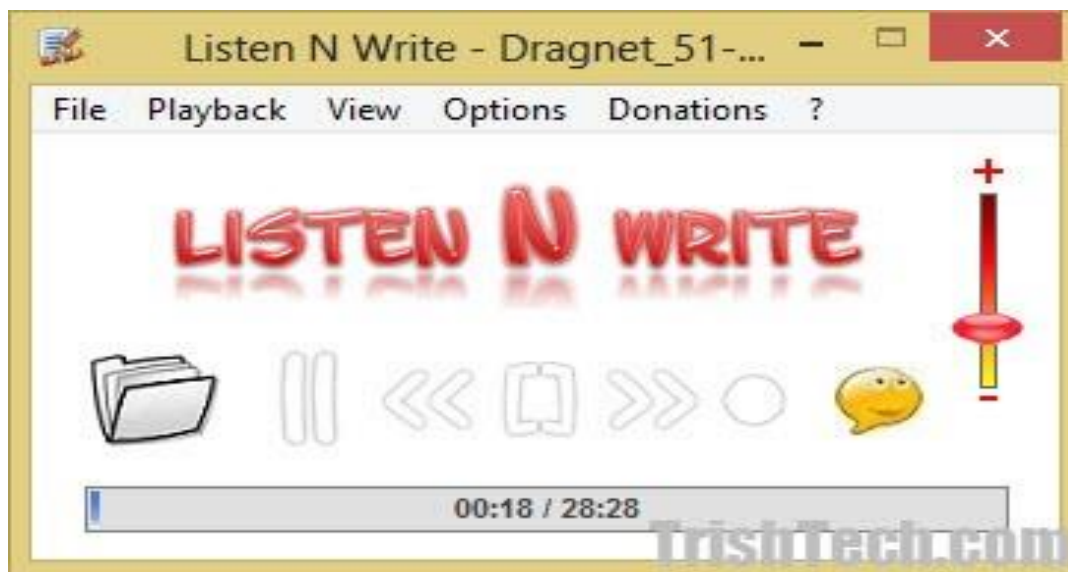 Listen N Write - Dragnet_51-...
File Playback View Options Donations ?
+
LISTEN N WRITE
-
00:18 / 28:28
TrishTech.com